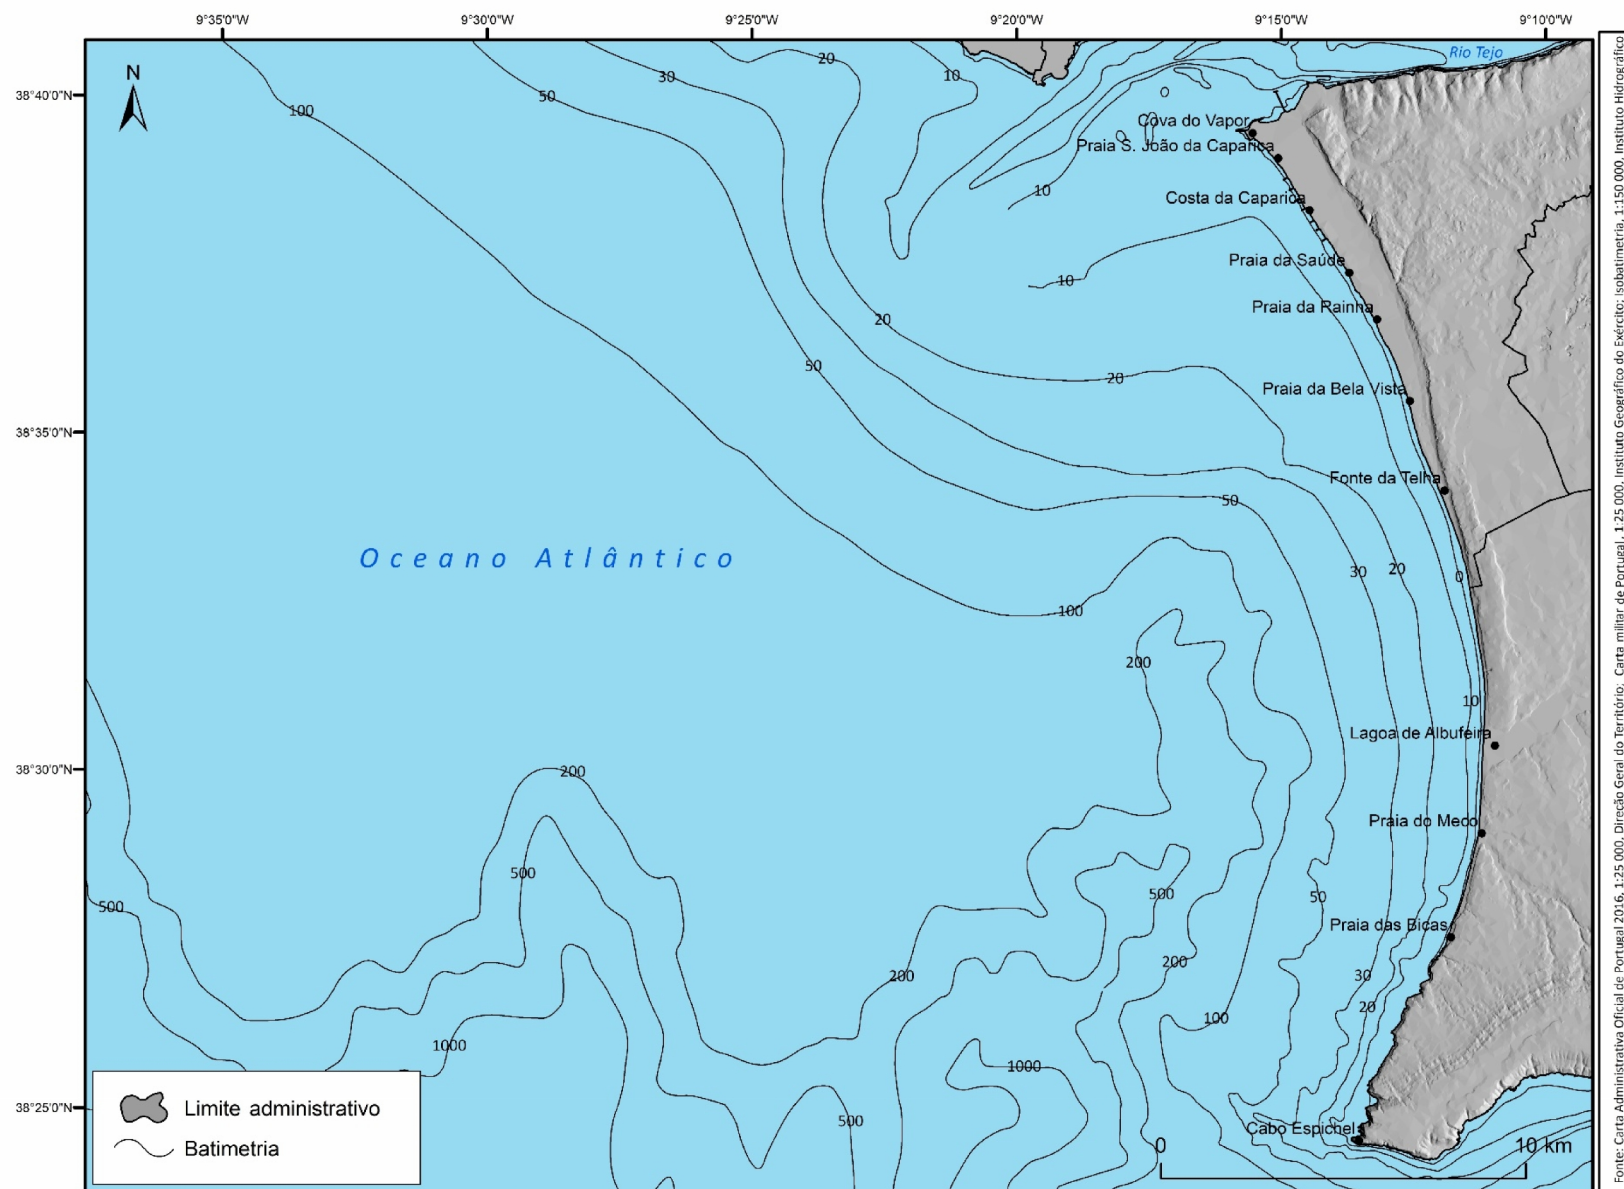 9°35'0"W
9°30'0"W
9°25'0"W
9°20'0"W
9°15'0"W
9°10'0"W
N
20
30
50
100
10
Rio Tejo
38°40'0"N
Cova do Vapor
Praia S. João da Caparica
10
Costa da Caparica
Praia da Saúde
10
Praia da Rainha
20
50
20
Praia da Bela Vista
38°35'0"N
Fonte da Telha
50
Oceano Atlântico
30
20
0
100
200
10
Lagoa de Albufeira
38°30'0"N
200
Praia do Meco
500
500
50
500
Praia das Bicas
200
200
30
20
100
1000
1000
38°25'0"N
500
Cabo Espichel
0
10 km
Limite administrativo
Batimetria
Fonte: Carta Administrativa Oficial de Portugal 2016, 1:25 000, Direção Geral do Território; Carta militar de Portugal, 1:25 000, Instituto Geográfico do Exército; Isobatimetria, 1:150 000, Instituto Hidrográfico